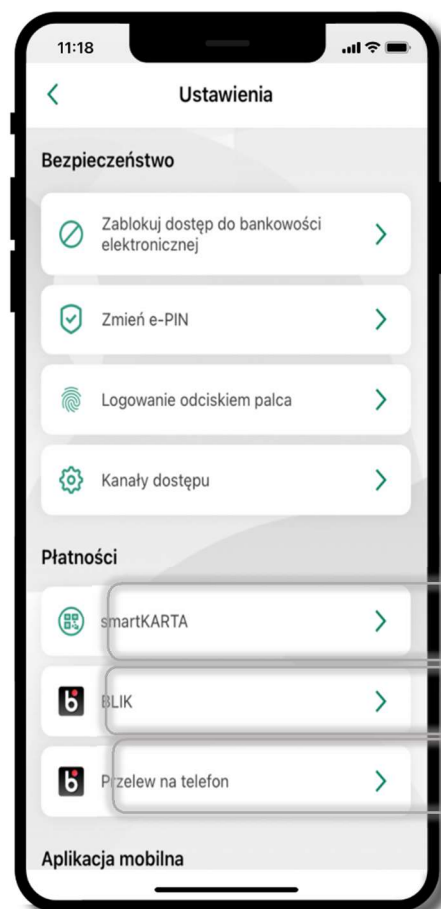 11:18
Ustawienia
Bezpieczeństwo
Zablokuj dostęp do bankowości
elektronicznej
Zmień e-PIN
Logowanie odciskiem palca
Kanały dostępu
Płatności
smartKARTA
BLIK
Przelew na telefon
Aplikacja mobilna